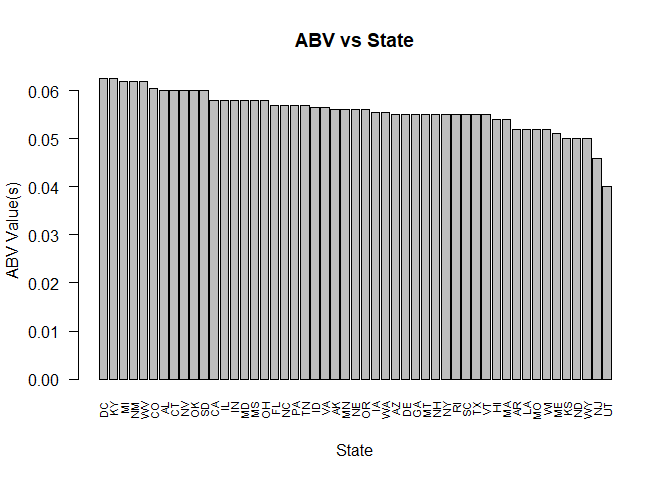 ABV vs State
ABV Value(s)
0.06
0.05
0.04
0.03
0.02
0.01
0.00
DC KY MI NM WV CO AL CT NV OK SD CA IL IN MD MS OH FL NC PA TN ID VA AK MN NE OR IA WA AZ DE GA MT NH NY RI SC TX VT HI MA AR LA MO WI ME KS ND WY NJ UT
State